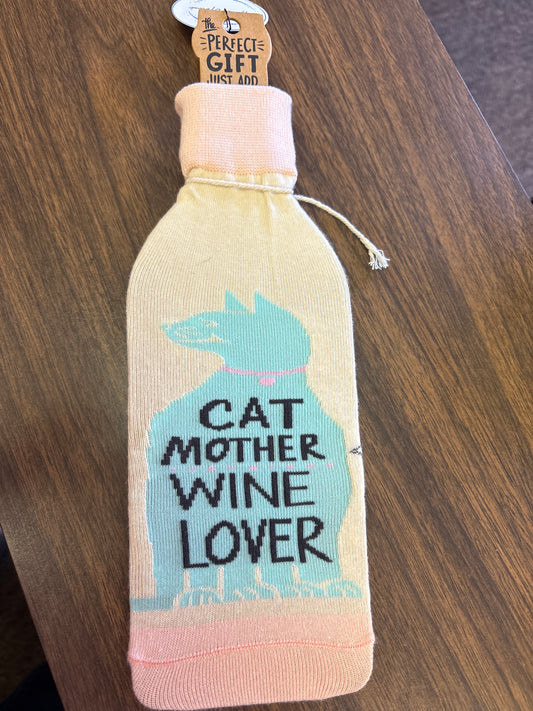 the
PERFECT
GIFT
JUST ADD
CAT
MOTHER
WINE
LOVER